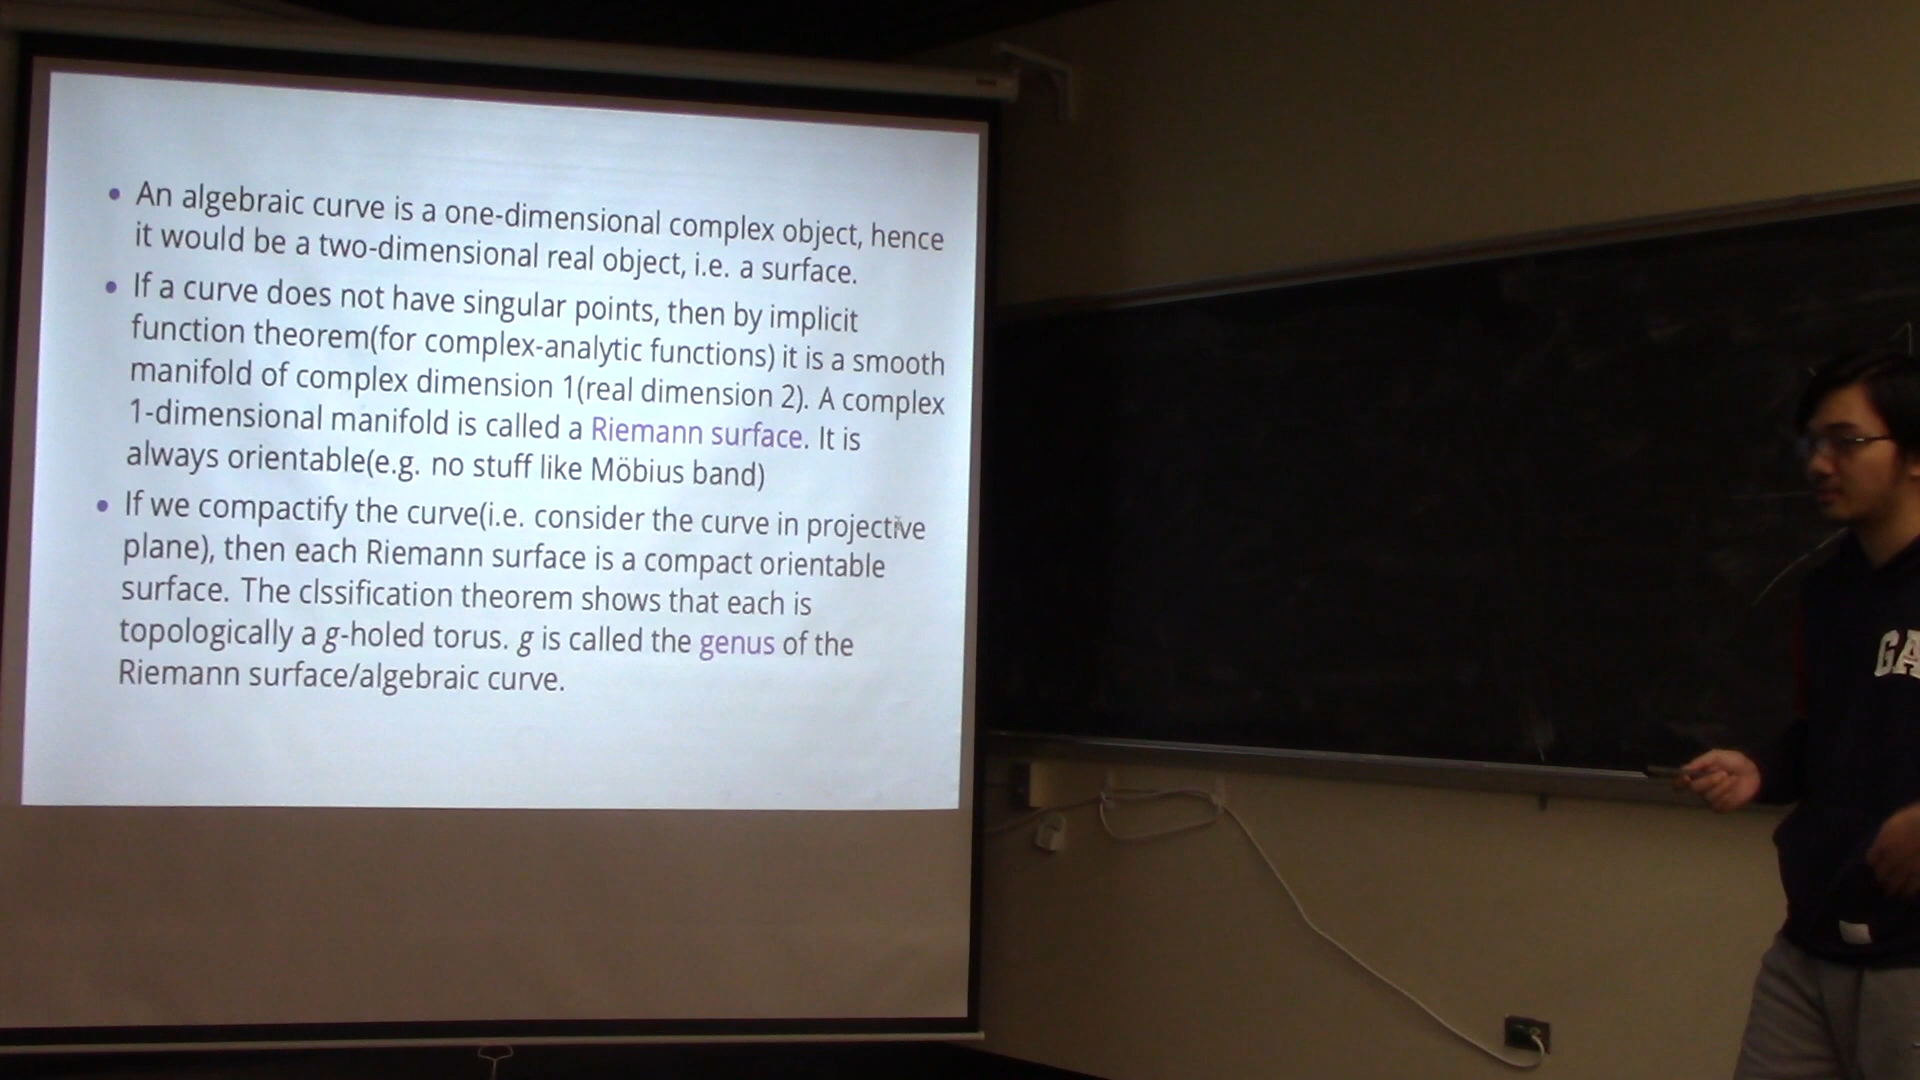 • An algebraic curve is a one-dimensional complex object, hence
it would be a two-dimensional real object, i.e. a surface.
• If a curve does not have singular points, then by implicit
function theorem(for complex-analytic functions) it is a smooth
manifold of complex dimension 1(real dimension 2). A complex
1-dimensional manifold is called a Riemann surface. It is
always orientable(e.g. no stuff like Möbius band)
• If we compactify the curve(i.e. consider the curve in projective
plane), then each Riemann surface is a compact orientable
surface. The clssification theorem shows that each is
topologically a g-holed torus. g is called the genus of the
Riemann surface/algebraic curve.
GA